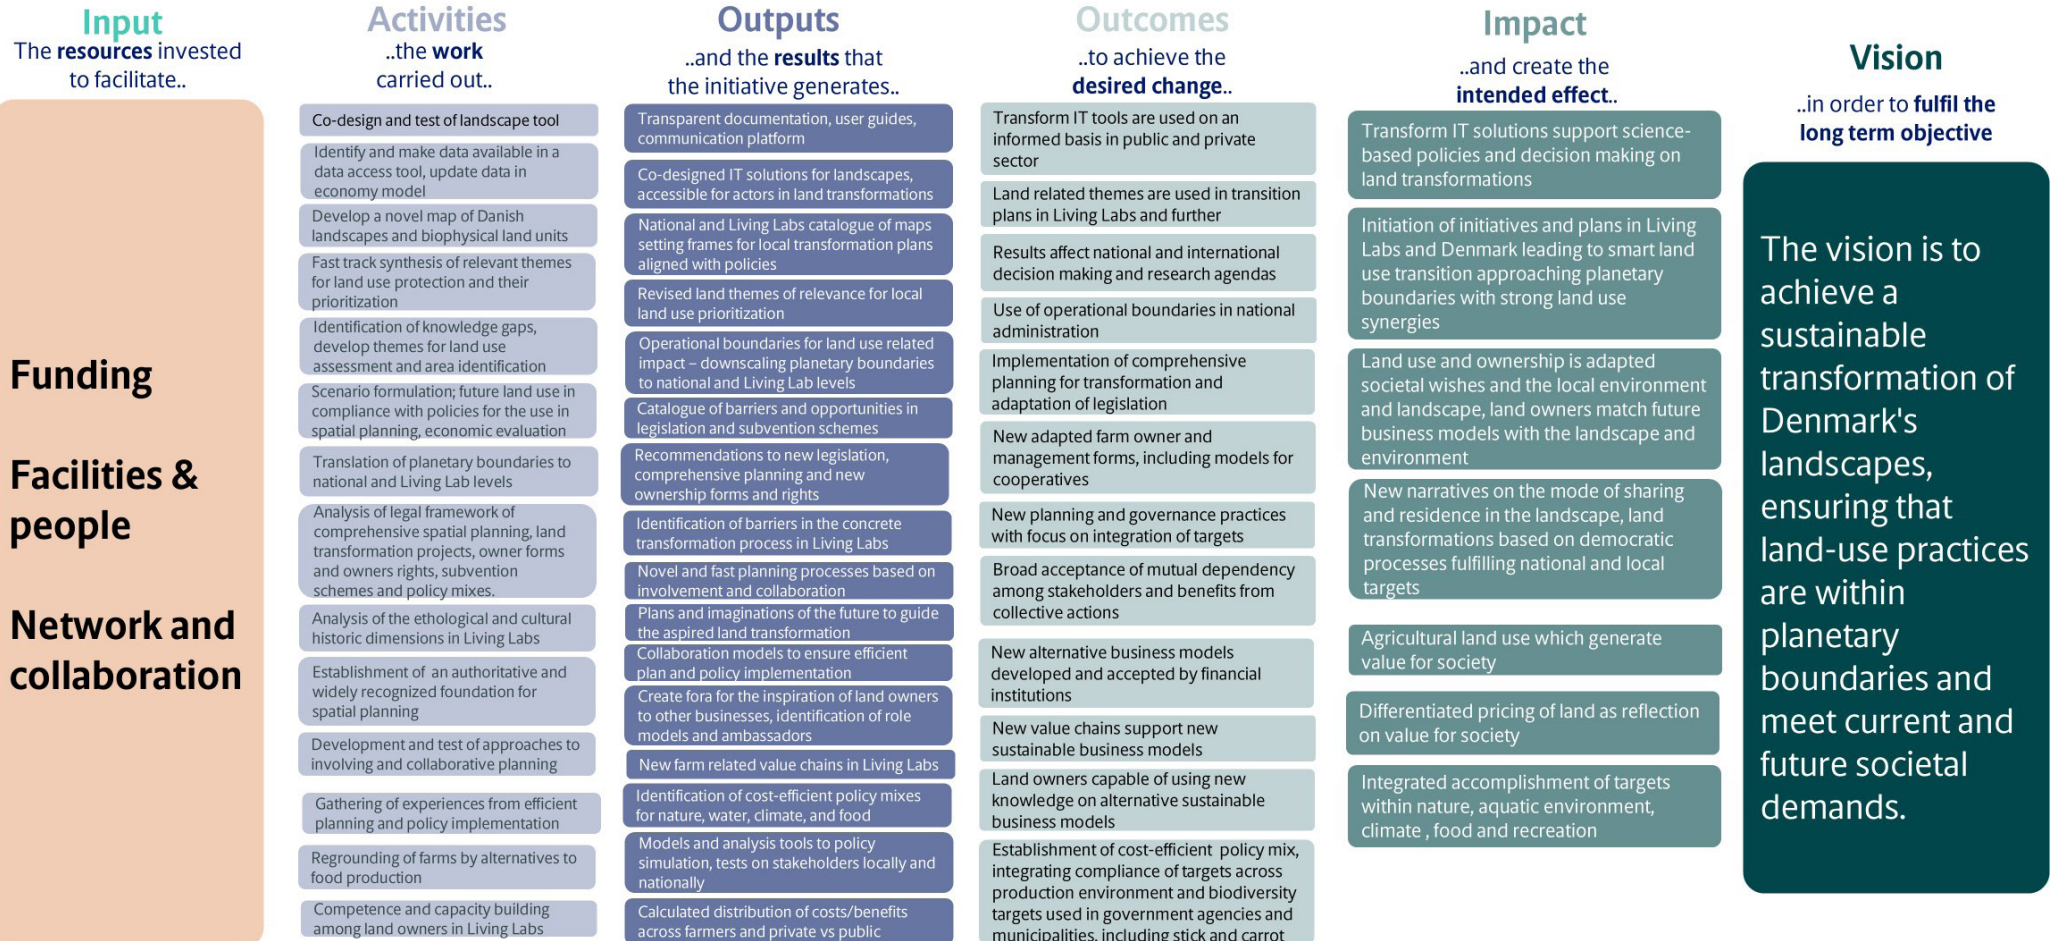 Input
The resources invested
to facilitate..
Funding
Facilities &
people
Network and
collaboration
Activities
..the work
carried out..
Co-design and test of landscape tool
Identify and make data available in a
data access tool, update data in
economy model
Develop a novel map of Danish
landscapes and biophysical land units
Fast track synthesis of relevant themes
for land use protection and their
prioritization
Identification of knowledge gaps,
develop themes for land use
assessment and area identification
Scenario formulation; future land use in
compliance with policies for the use in
spatial planning, economic evaluation
Translation of planetary boundaries to
national and Living Lab levels
Analysis of legal framework of
comprehensive spatial planning, land
transformation projects, owner forms
and owners rights, subvention
schemes and policy mixes.
Analysis of the ethological and cultural
historic dimensions in Living Labs
Establishment of an authoritative and
widely recognized foundation for
spatial planning
Development and test of approaches to
involving and collaborative planning
Gathering of experiences from efficient
planning and policy implementation
Regrounding of farms by alternatives to
food production
Competence and capacity building
among land owners in Living Labs
Outputs
..and the results that
the initiative generates..
Transparent documentation, user guides,
communication platform
Co-designed IT solutions for landscapes,
accessible for actors in land transformations
National and Living Labs catalogue of maps
setting frames for local transformation plans
aligned with policies
Revised land themes of relevance for local
land use prioritization
Operational boundaries for land use related
impact – downscaling planetary boundaries
to national and Living Lab levels
Catalogue of barriers and opportunities in
legislation and subvention schemes
Recommendations to new legislation,
comprehensive planning and new
ownership forms and rights
Identification of barriers in the concrete
transformation process in Living Labs
Novel and fast planning processes based on
involvement and collaboration
Plans and imaginations of the future to guide
the aspired land transformation
Collaboration models to ensure efficient
plan and policy implementation
Create fora for the inspiration of land owners
to other businesses, identification of role
models and ambassadors
New farm related value chains in Living Labs
Identification of cost-efficient policy mixes
for nature, water, climate, and food
Models and analysis tools to policy
simulation, tests on stakeholders locally and
nationally
Calculated distribution of costs/benefits
across farmers and private vs public
Outcomes
..to achieve the
desired change..
Transform IT tools are used on an
informed basis in public and private
sector
Land related themes are used in transition
plans in Living Labs and further
Results affect national and international
decision making and research agendas
Use of operational boundaries in national
administration
Implementation of comprehensive
planning for transformation and
adaptation of legislation
New adapted farm owner and
management forms, including models for
cooperatives
New planning and governance practices
with focus on integration of targets
Broad acceptance of mutual dependency
among stakeholders and benefits from
collective actions
New alternative business models
developed and accepted by financial
institutions
New value chains support new
sustainable business models
Land owners capable of using new
knowledge on alternative sustainable
business models
Establishment of cost-efficient policy mix,
integrating compliance of targets across
production environment and biodiversity
targets used in government agencies and
municipalities, including stick and carrot
Impact
..and create the
intended effect..
Transform IT solutions support science-
based policies and decision making on
land transformations
Initiation of initiatives and plans in Living
Labs and Denmark leading to smart land
use transition approaching planetary
boundaries with strong land use
synergies
Land use and ownership is adapted
societal wishes and the local environment
and landscape, land owners match future
business models with the landscape and
environment
New narratives on the mode of sharing
and residence in the landscape, land
transformations based on democratic
processes fulfilling national and local
targets
Agricultural land use which generate
value for society
Differentiated pricing of land as reflection
on value for society
Integrated accomplishment of targets
within nature, aquatic environment,
climate , food and recreation
Vision
..in order to fulfil the
long term objective
The vision is to
achieve a
sustainable
transformation of
Denmark's
landscapes,
ensuring that
land-use practices
are within
planetary
boundaries and
meet current and
future societal
demands.